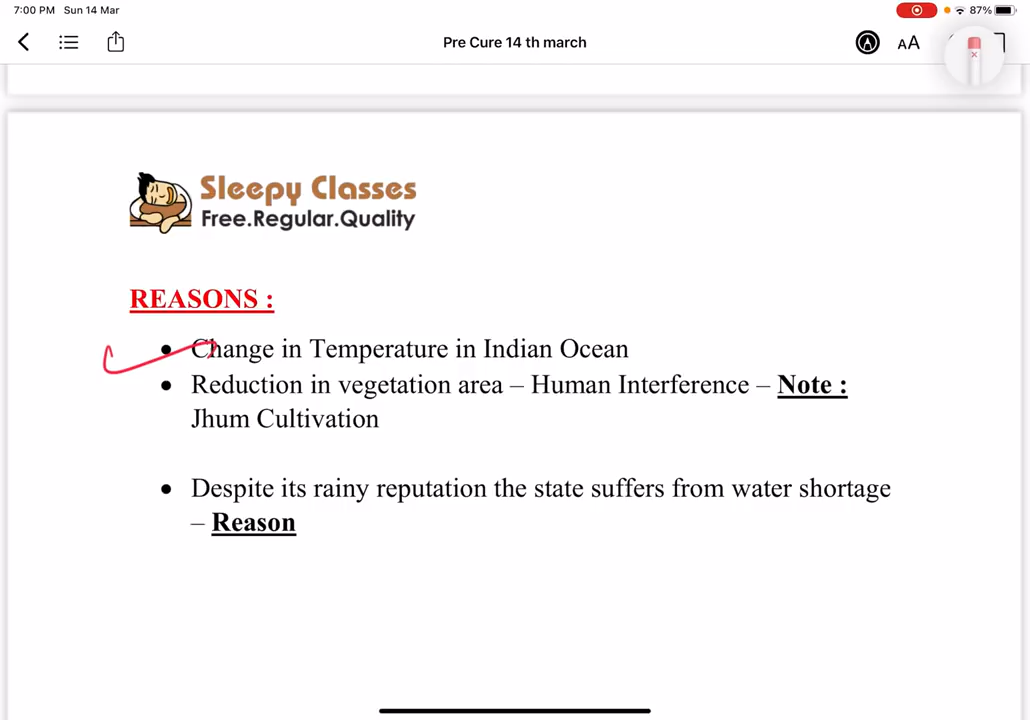 7:00 PM Sun 14 Mar
87%
AA
Pre Cure 14 th march
Sleepy Classes
Free.Regular.Quality
REASONS :
• Change in Temperature in Indian Ocean
• Reduction in vegetation area – Human Interference – Note :
Jhum Cultivation
• Despite its rainy reputation the state suffers from water shortage
– Reason